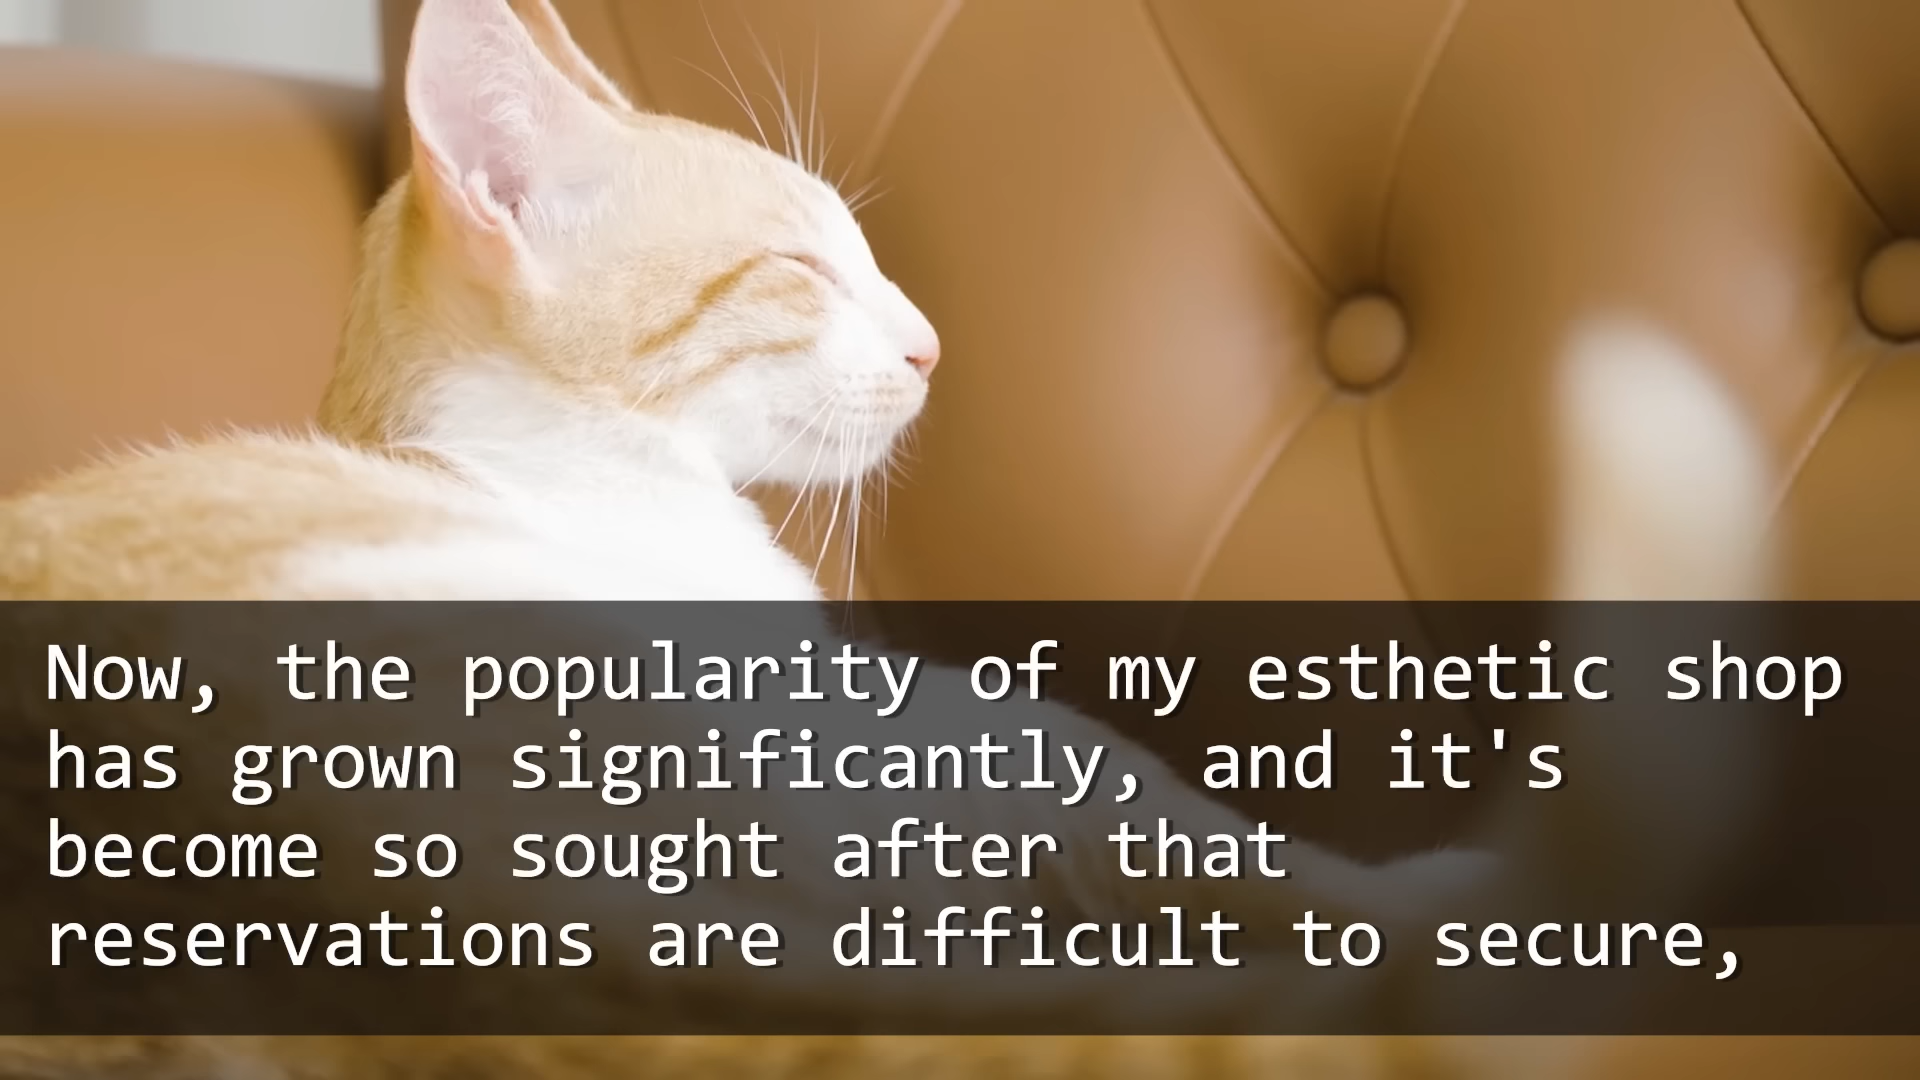 Now, the popularity of my esthetic shop
has grown significantly, and it's
become so sought after that
reservations are difficult to secure,